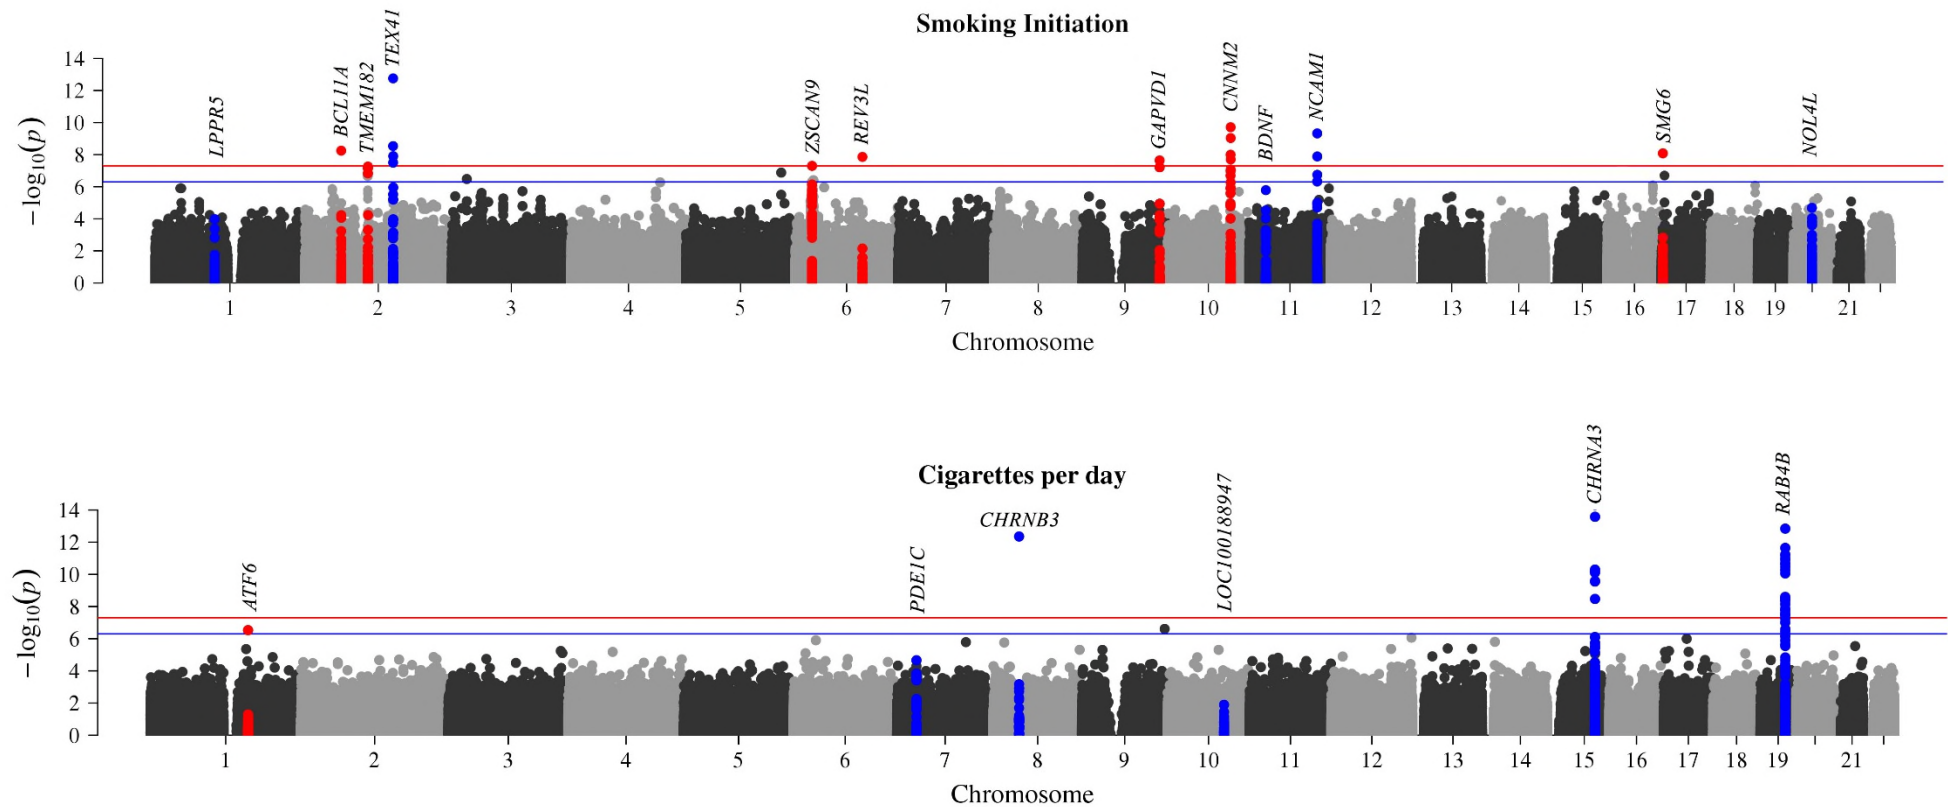 Smoking Initiation
LPPR5
BCL11A
TMEM182
TEX41
ZSCAN9
REV3L
GAPVD1
CNNM2
BDNF
NCAM1
SMG6
NOL4L
14
12
10
8
6
4
2
0
−log10(p)
1 2 3 4 5 6 7 8 9 10 11 12 13 14 15 16 17 18 19 21
Chromosome
Cigarettes per day
ATF6
PDE1C
CHRNB3
LOC100188947
CHRNA3
RAB4B
14
12
10
8
6
4
2
0
−log10(p)
1 2 3 4 5 6 7 8 9 10 11 12 13 14 15 16 17 18 19 21
Chromosome